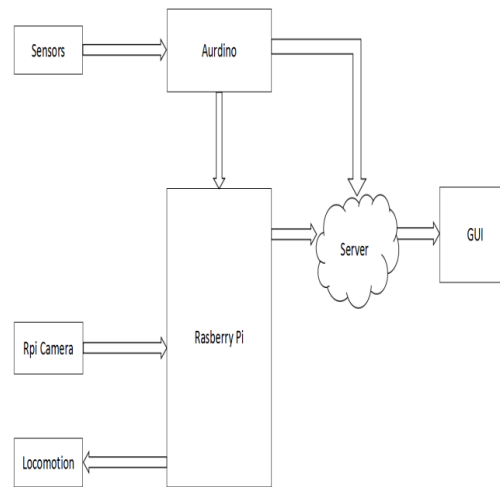 Sensors
Aurdino
Server
GUI
Rpi Camera
Rasberry Pi
Locomotion